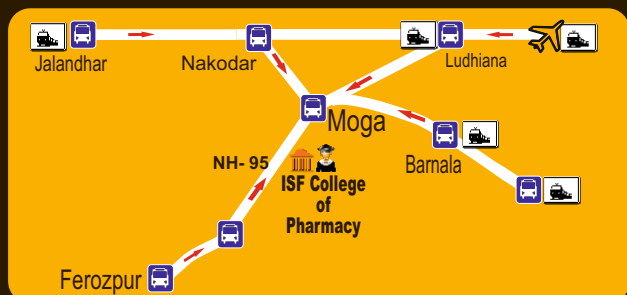 Jalandhar
Nakodar
Ludhiana
Moga
Barnala
NH- 95
ISF College
of
Pharmacy
Ferozpur